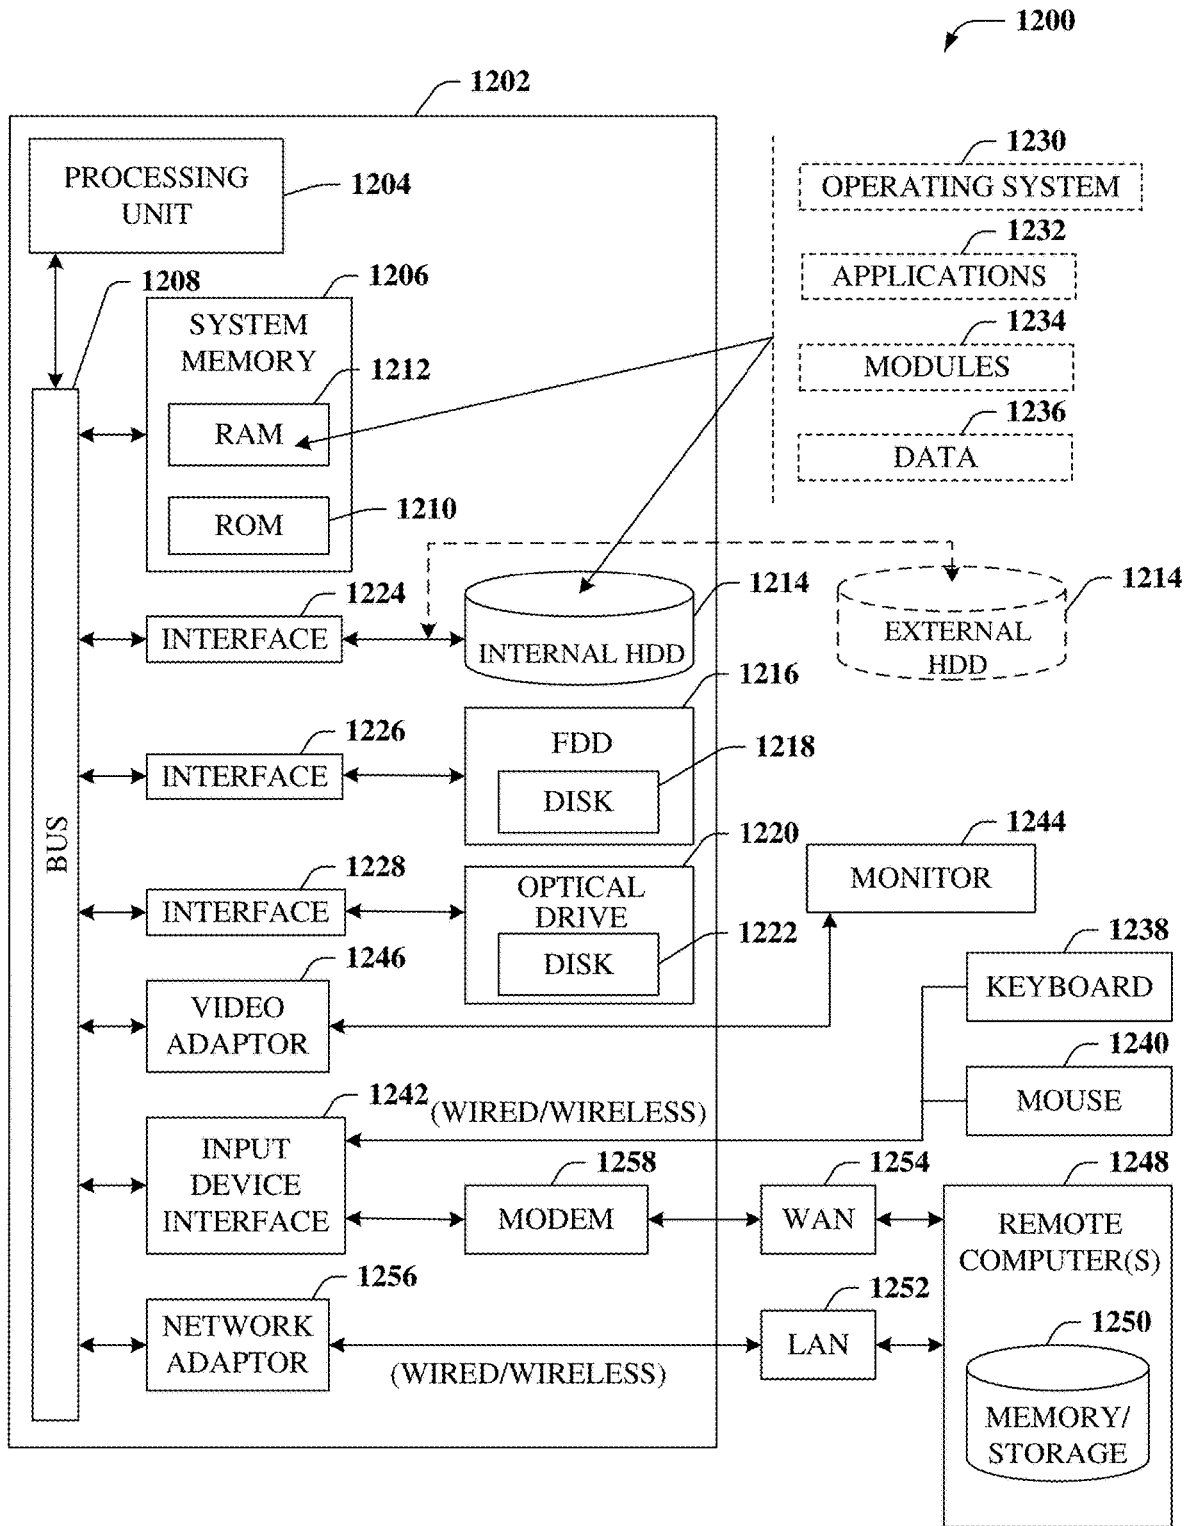 1200
1202
PROCESSING
UNIT
1204
1230
OPERATING SYSTEM
1232
APPLICATIONS
1234
MODULES
1236
DATA
1208
1206
SYSTEM
MEMORY
1212
RAM
1210
ROM
1224
INTERFACE
1214
INTERNAL HDD
1214
EXTERNAL
HDD
1226
INTERFACE
1216
FDD
1218
DISK
BUS
1228
INTERFACE
1220
OPTICAL
DRIVE
1222
DISK
1244
MONITOR
1246
VIDEO
ADAPTOR
1238
KEYBOARD
1240
MOUSE
1242
(WIRED/WIRELESS)
INPUT
DEVICE
INTERFACE
1258
MODEM
1254
WAN
1248
REMOTE
COMPUTER(S)
1256
NETWORK
ADAPTOR
(WIRED/WIRELESS)
1252
LAN
1250
MEMORY/
STORAGE